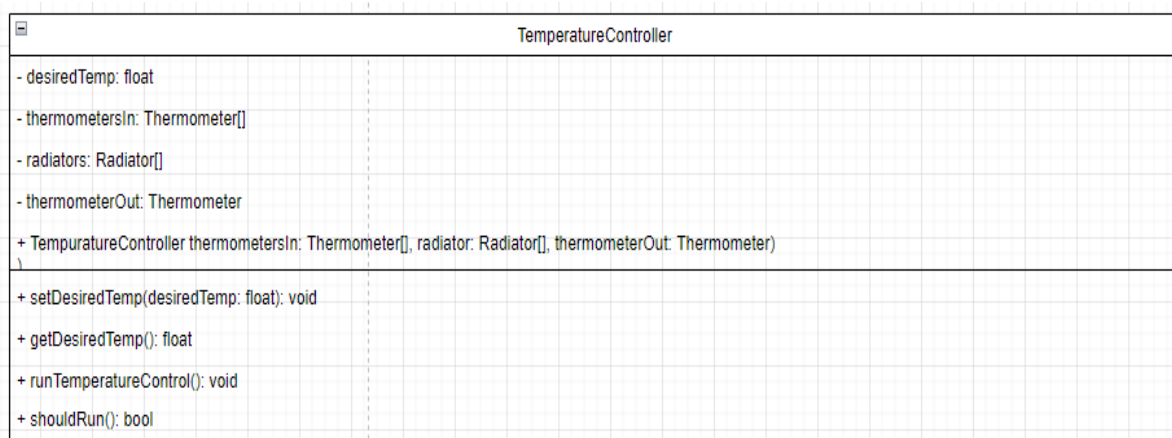 TemperatureController
- desiredTemp: float
- thermometersIn: Thermometer[]
- radiators: Radiator[]
- thermometerOut: Thermometer
+ TempuratureController thermometersIn: Thermometer[], radiator: Radiator[], thermometerOut: Thermometer)
)
+ setDesiredTemp(desiredTemp: float): void
+ getDesiredTemp(): float
+ runTemperatureControl(): void
+ shouldRun(): bool